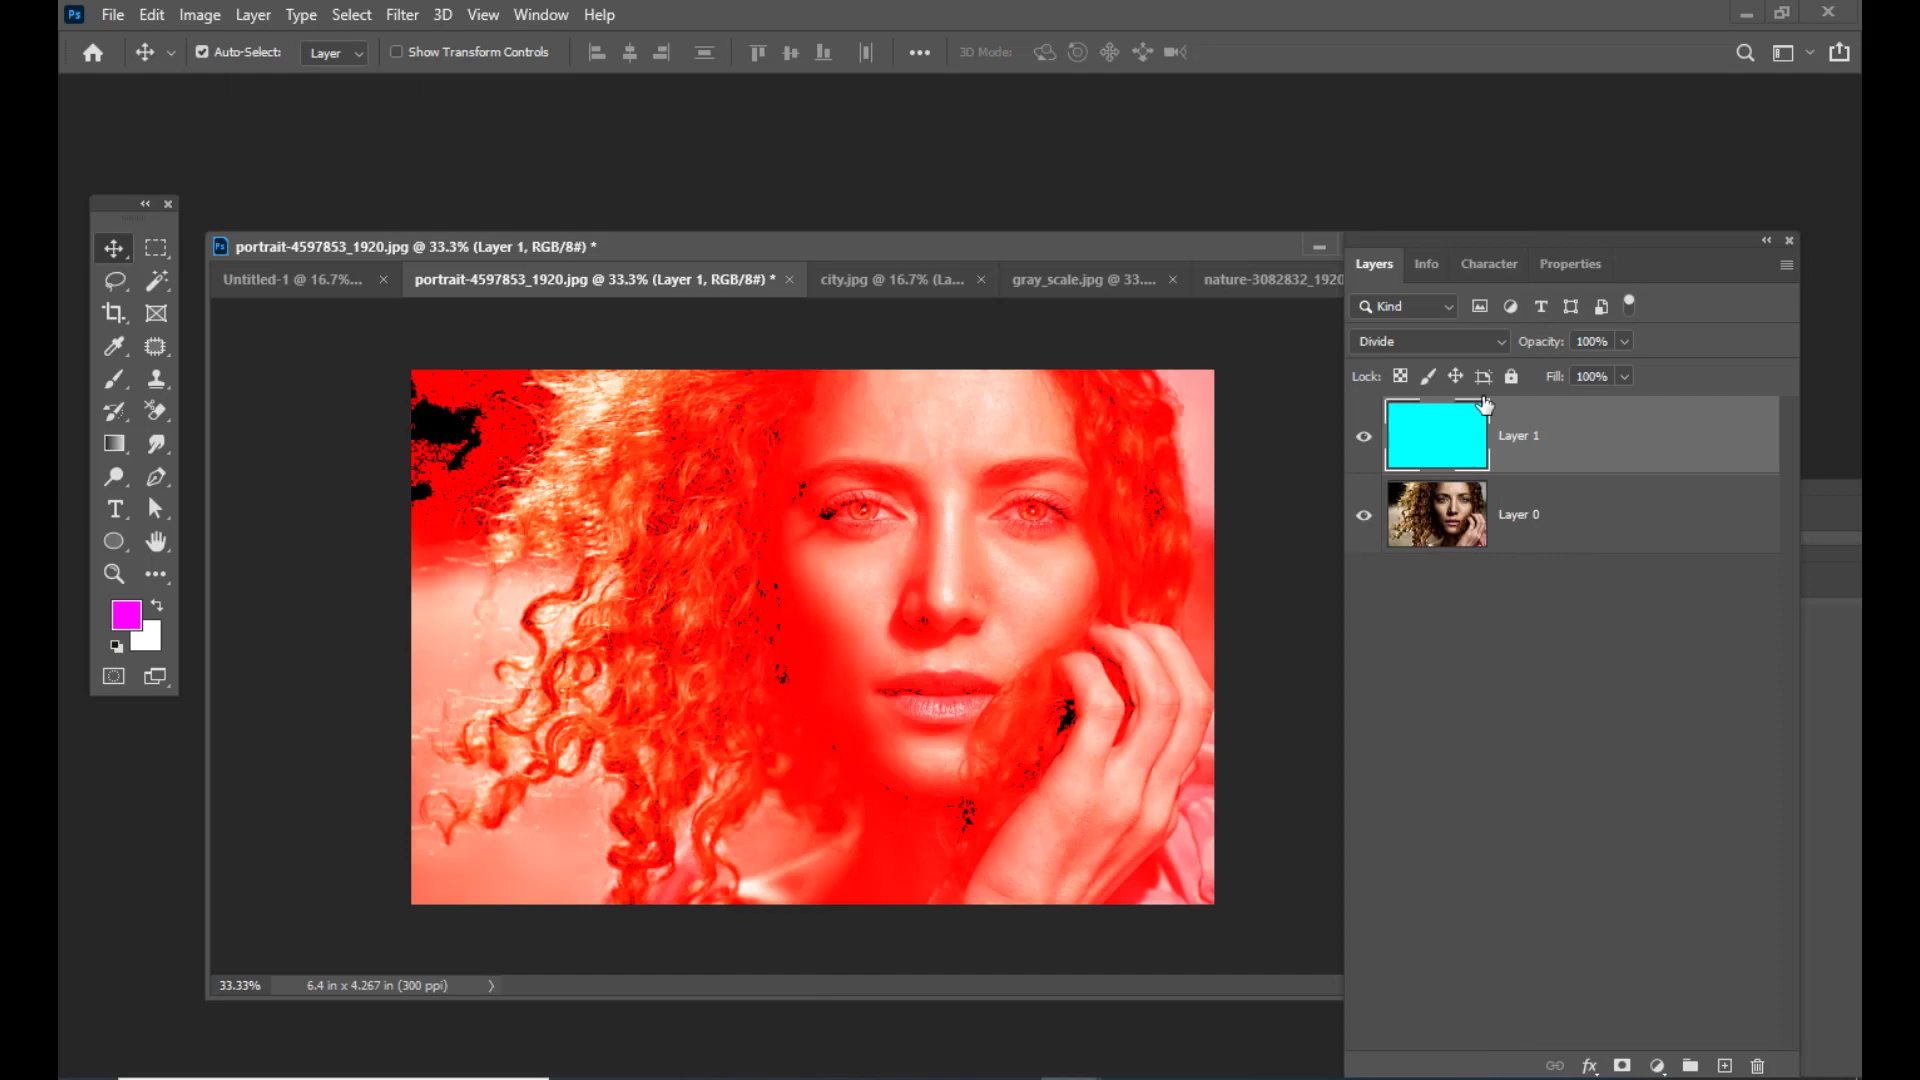 Ps File Edit Image Layer Type Select Filter 3D View Window Help
Auto-Select: Layer Show Transform Controls 3D Mode:
Ps portrait-4597853_1920.jpg @ 33.3% (Layer 1, RGB/8#) *
Untitled-1 @ 16.7%... portrait-4597853_1920.jpg @ 33.3% (Layer 1, RGB/8#) * city.jpg @ 16.7% (La... gray_scale.jpg @ 33.... nature-3082832_1920
Layers Info Character Properties
Kind
Divide Opacity: 100%
Lock: Fill: 100%
Layer 1
Layer 0
33.33% 6.4 in x 4.267 in (300 ppi)
fx